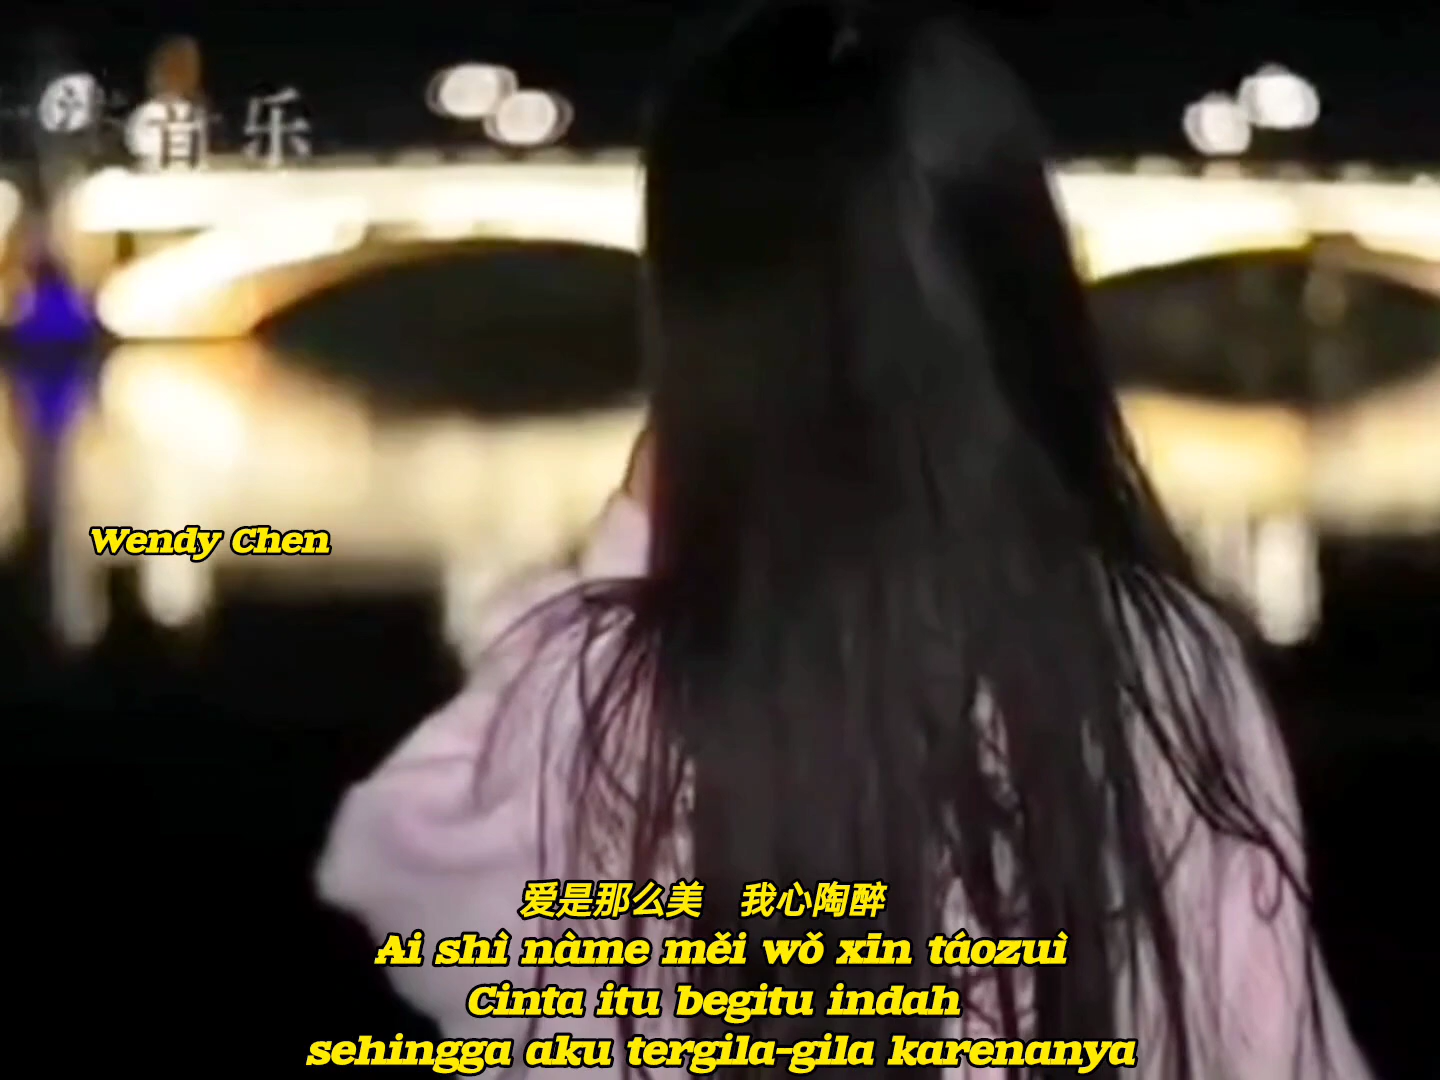 音乐
Wendy Chen
爱是那么美　我心陶醉
Ai shì nàme měi wǒ xīn táozuì
Cinta itu begitu indah
sehingga aku tergila-gila karenanya